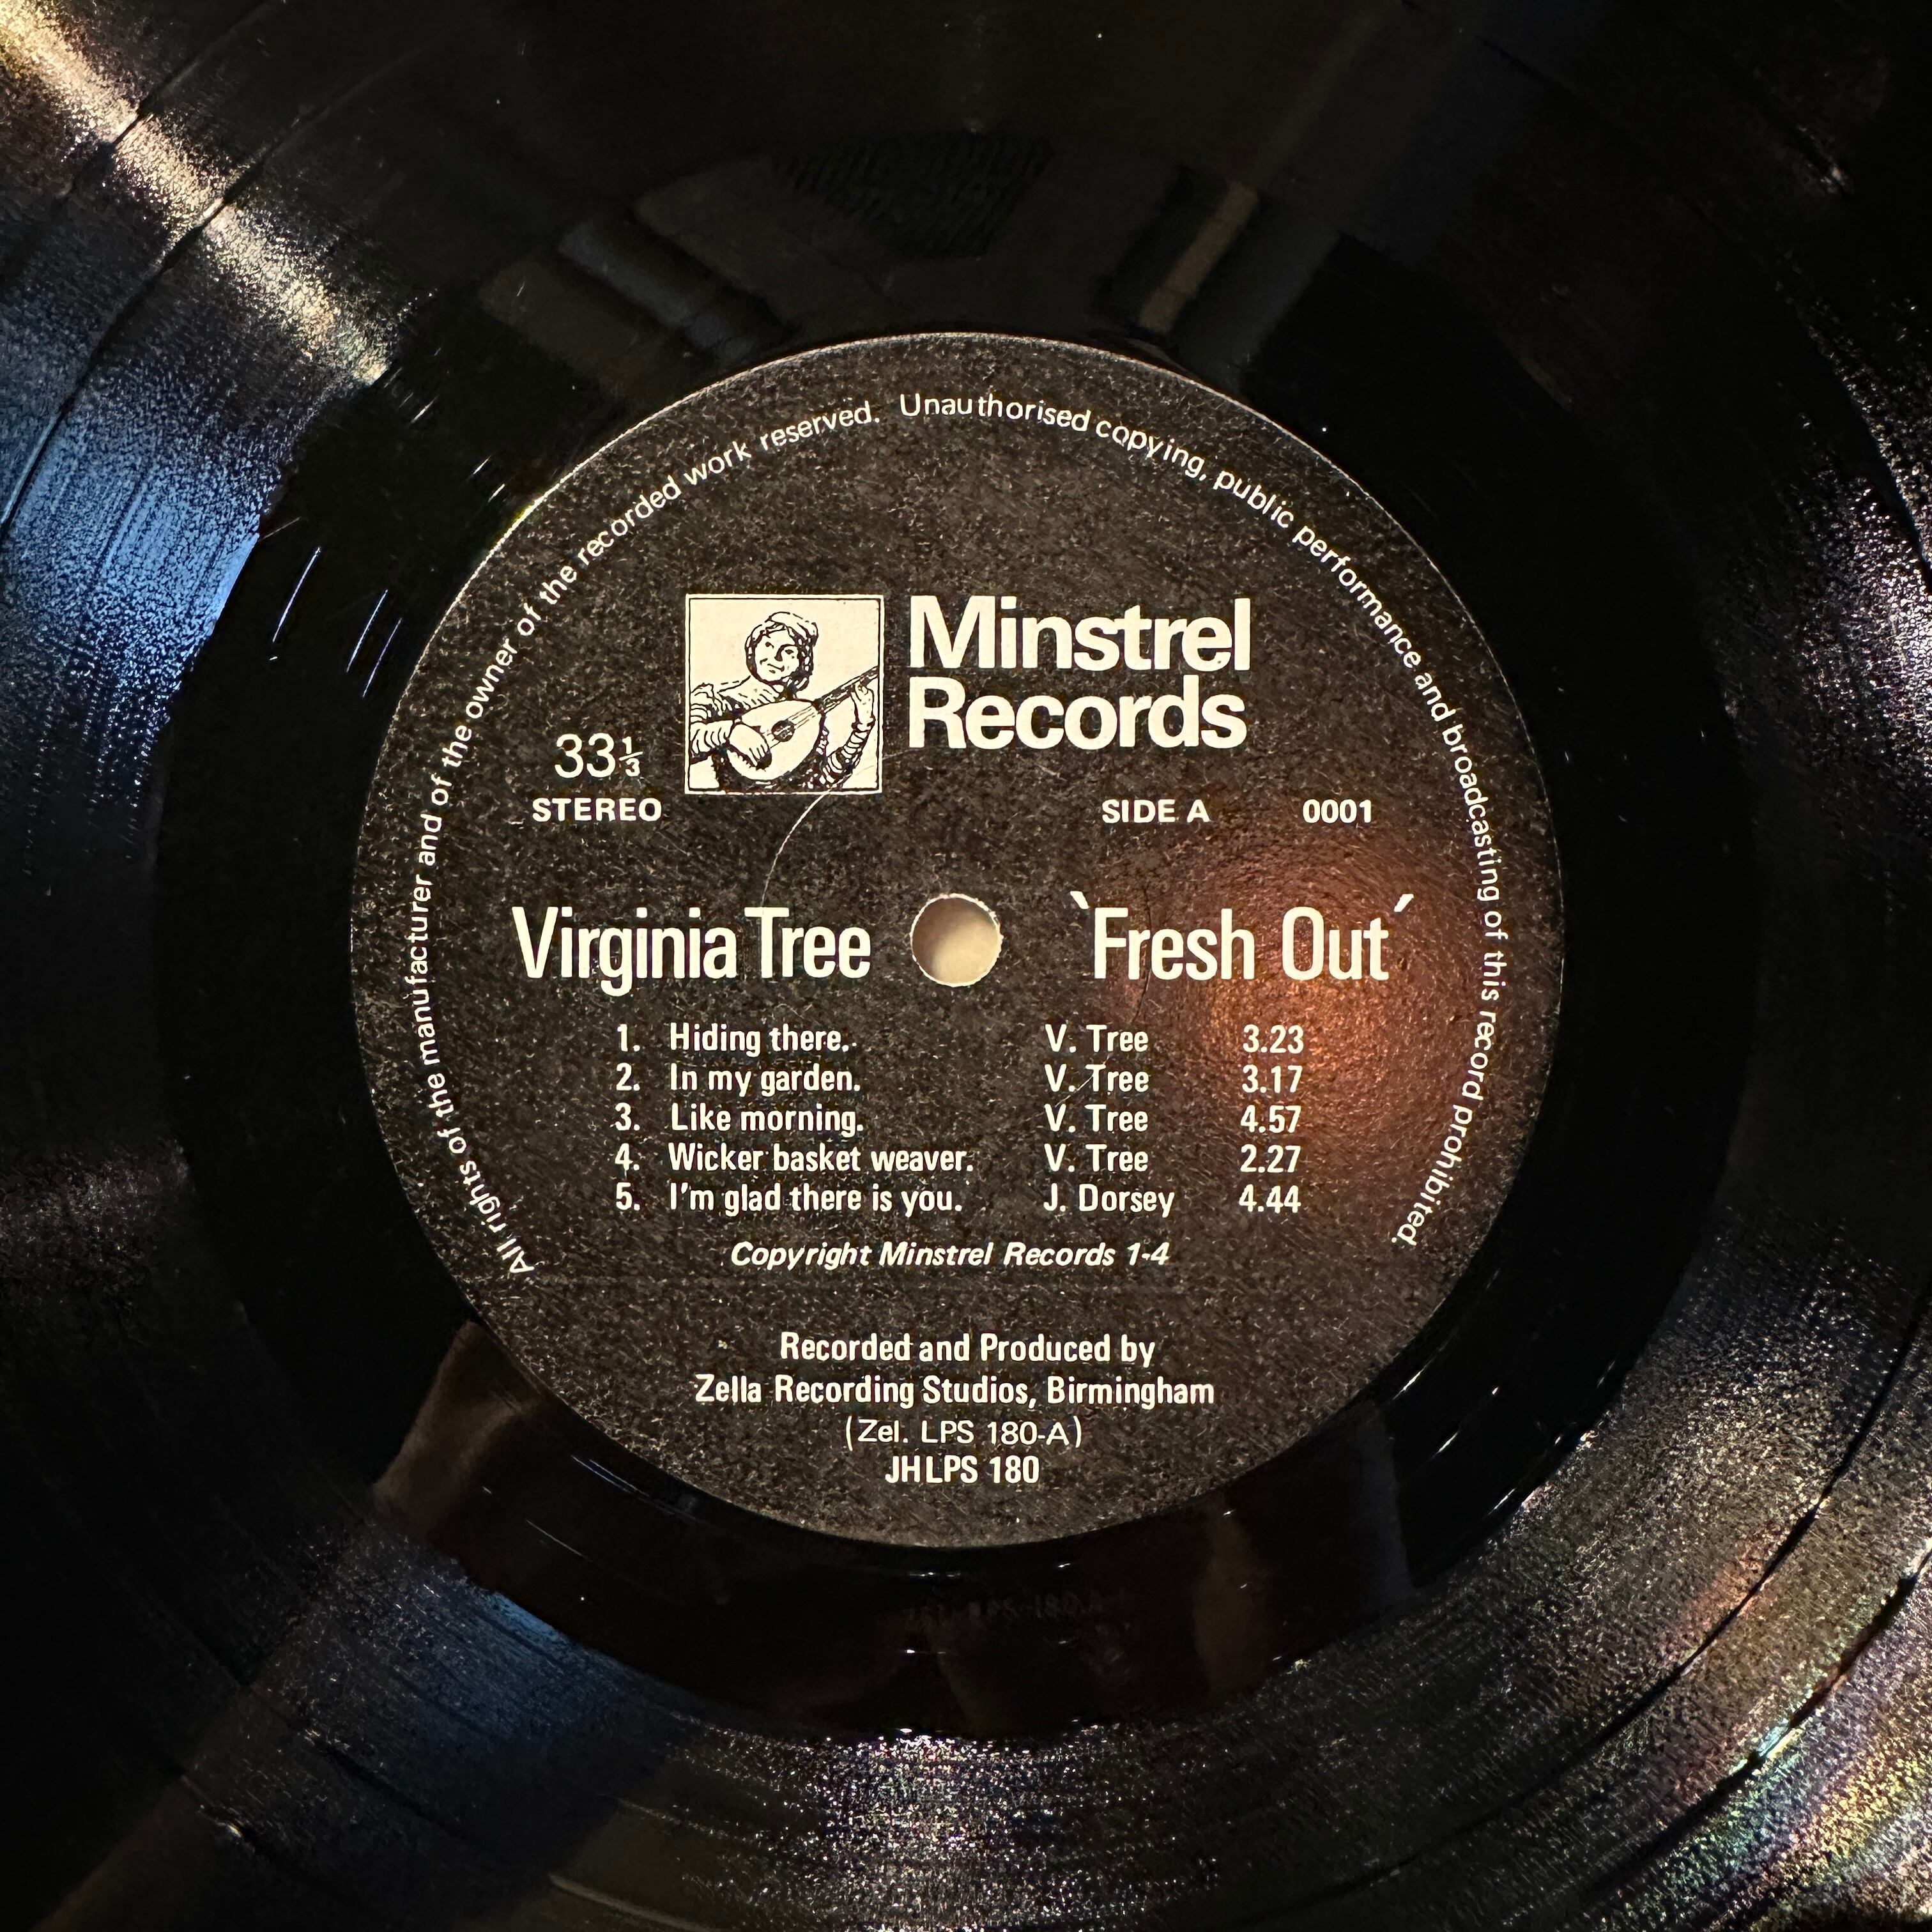 All rights of the manufacturer and of the owner of the recorded work reserved. Unauthorised copying, public performance and broadcasting of this record prohibited.
Minstrel
Records
33⅓
STEREO
SIDE A 0001
Virginia Tree `Fresh Out´
1. Hiding there. V. Tree 3.23
2. In my garden. V. Tree 3.17
3. Like morning. V. Tree 4.57
4. Wicker basket weaver. V. Tree 2.27
5. I'm glad there is you. J. Dorsey 4.44
Copyright Minstrel Records 1-4
Recorded and Produced by
Zella Recording Studios, Birmingham
(Zel. LPS 180-A)
JHLPS 180